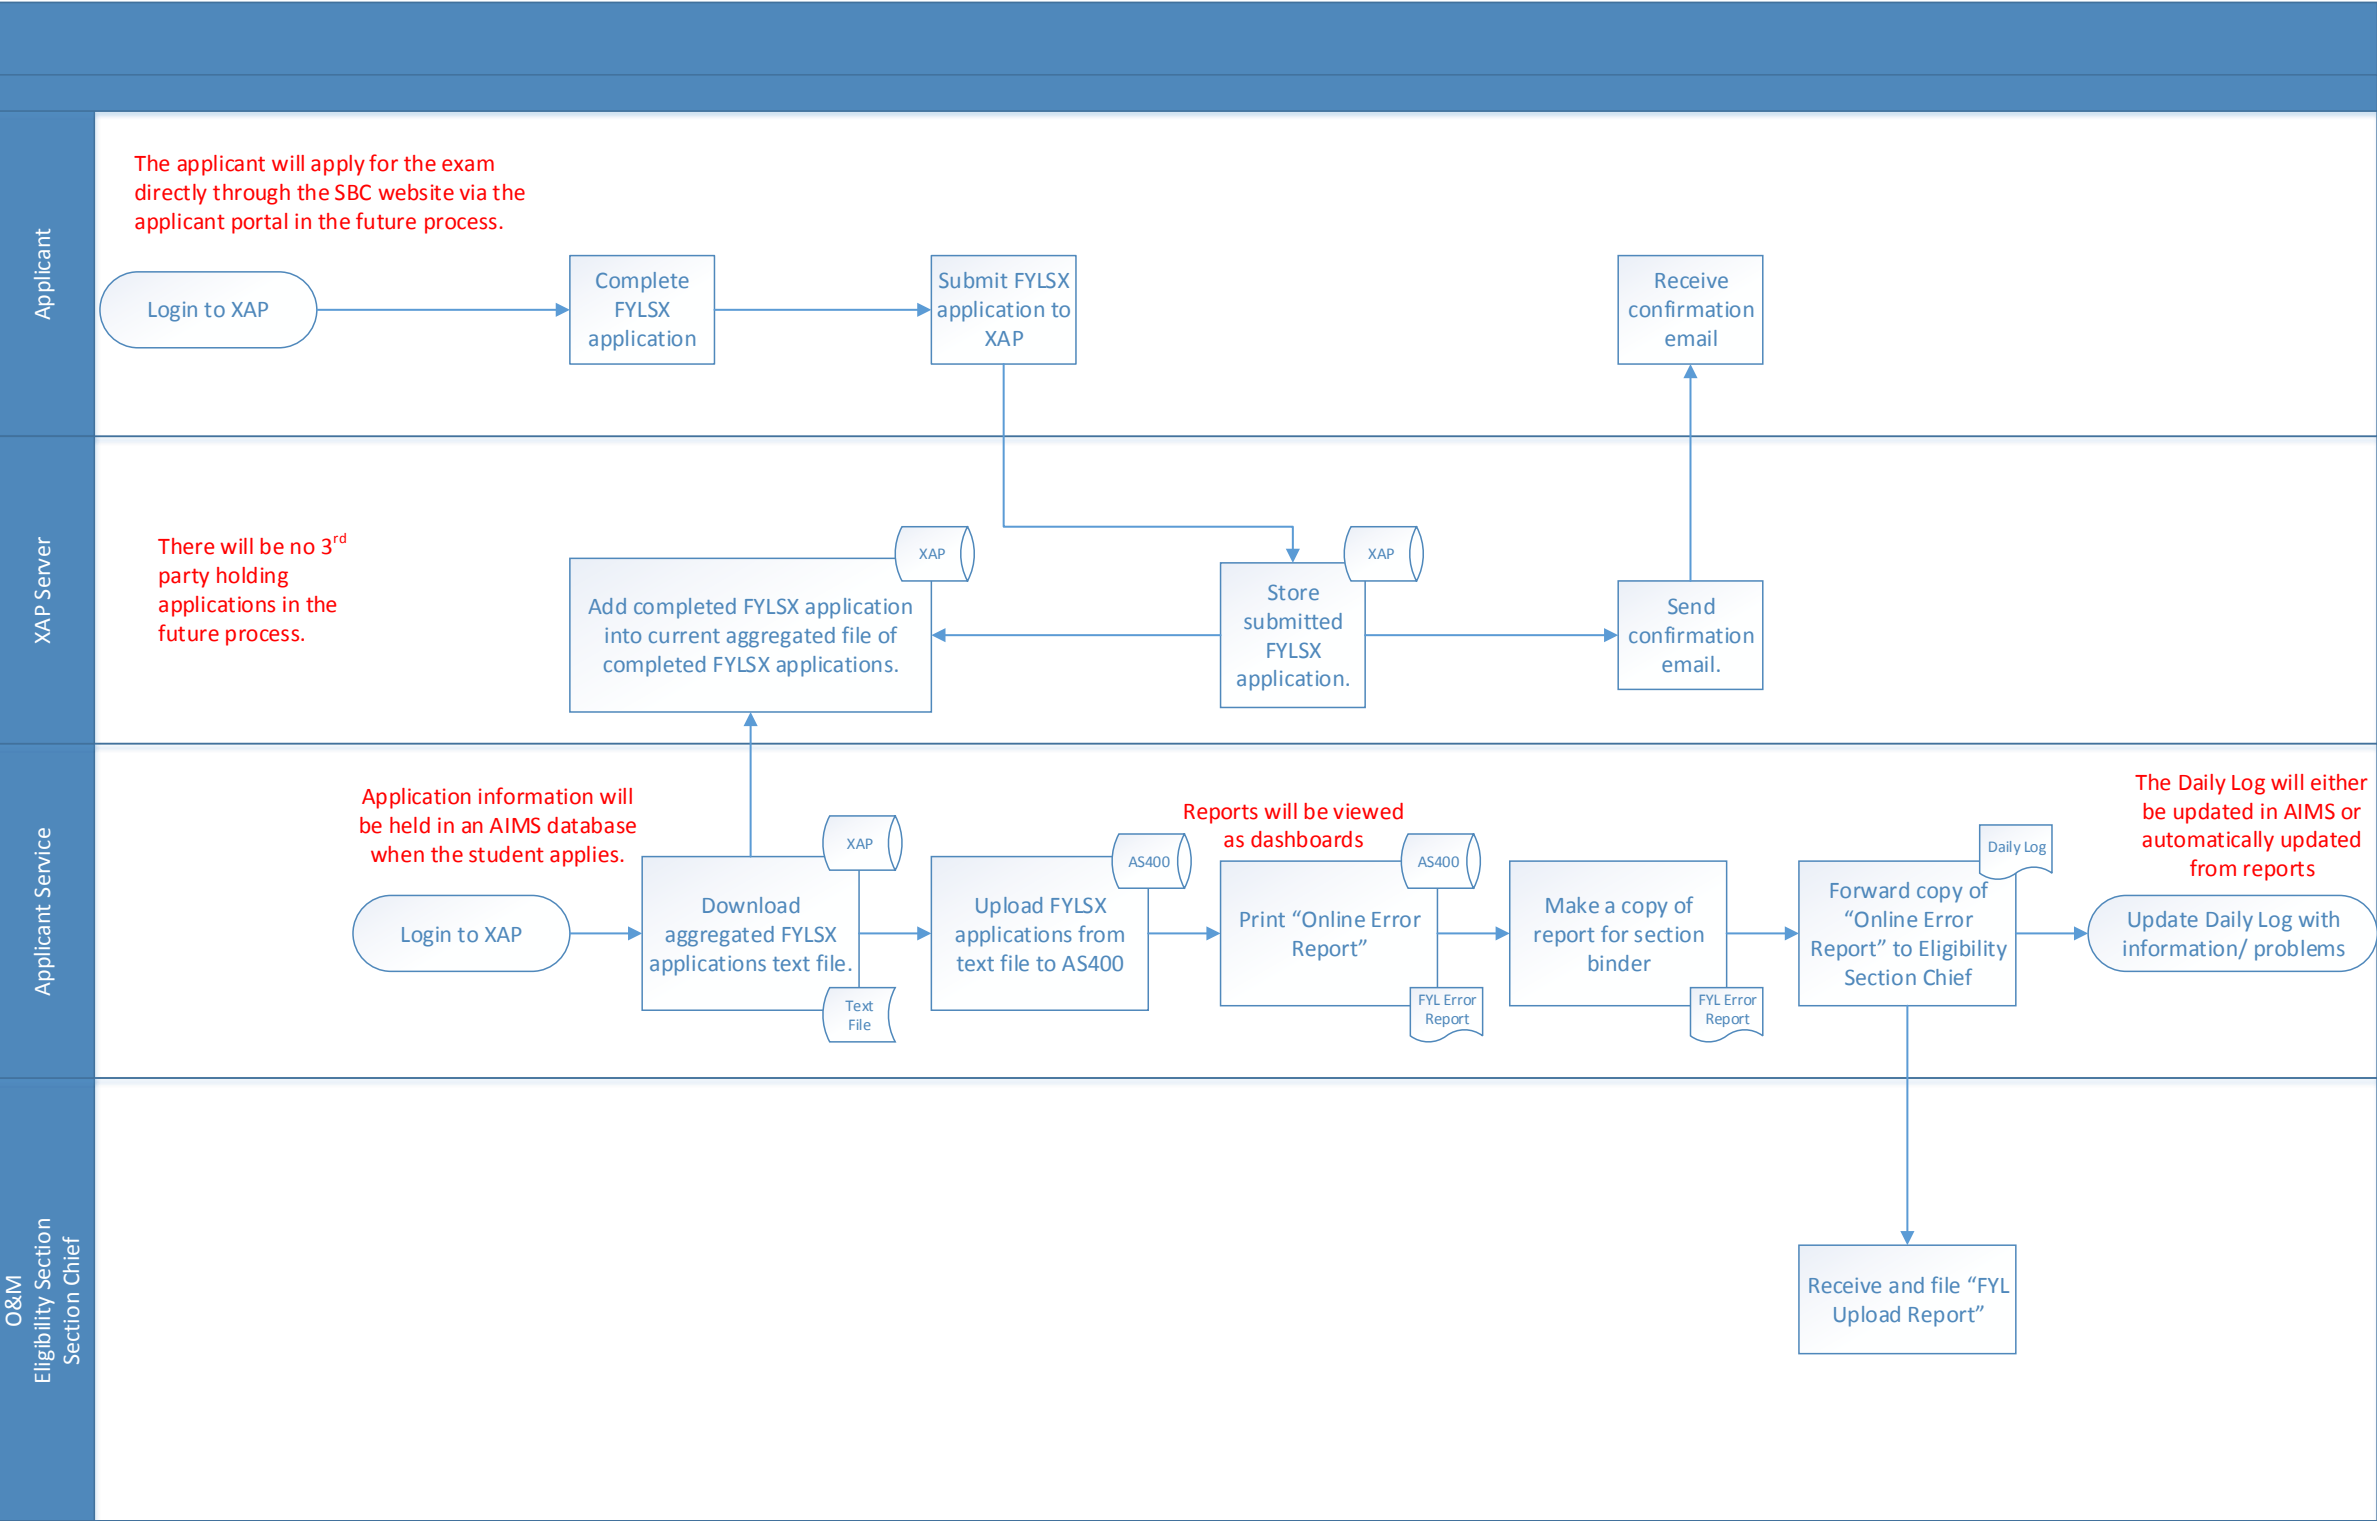 Applicant
The applicant will apply for the exam
directly through the SBC website via the
applicant portal in the future process.
Login to XAP
Complete
FYLSX
application
Submit FYLSX
application to
XAP
Receive
confirmation
email
XAP Server
There will be no 3rd
party holding
applications in the
future process.
XAP
Add completed FYLSX application
into current aggregated file of
completed FYLSX applications.
XAP
Store
submitted
FYLSX
application.
Send
confirmation
email.
Applicant Service
Application information will
be held in an AIMS database
when the student applies.
Login to XAP
XAP
Download
aggregated FYLSX
applications text file.
Text
File
AS400
Upload FYLSX
applications from
text file to AS400
Reports will be viewed
as dashboards
AS400
Print “Online Error
Report”
FYL Error
Report
Make a copy of
report for section
binder
FYL Error
Report
Daily Log
Forward copy of
“Online Error
Report” to Eligibility
Section Chief
The Daily Log will either
be updated in AIMS or
automatically updated
from reports
Update Daily Log with
information/ problems
O&M
Eligibility Section
Section Chief
Receive and file “FYL
Upload Report”